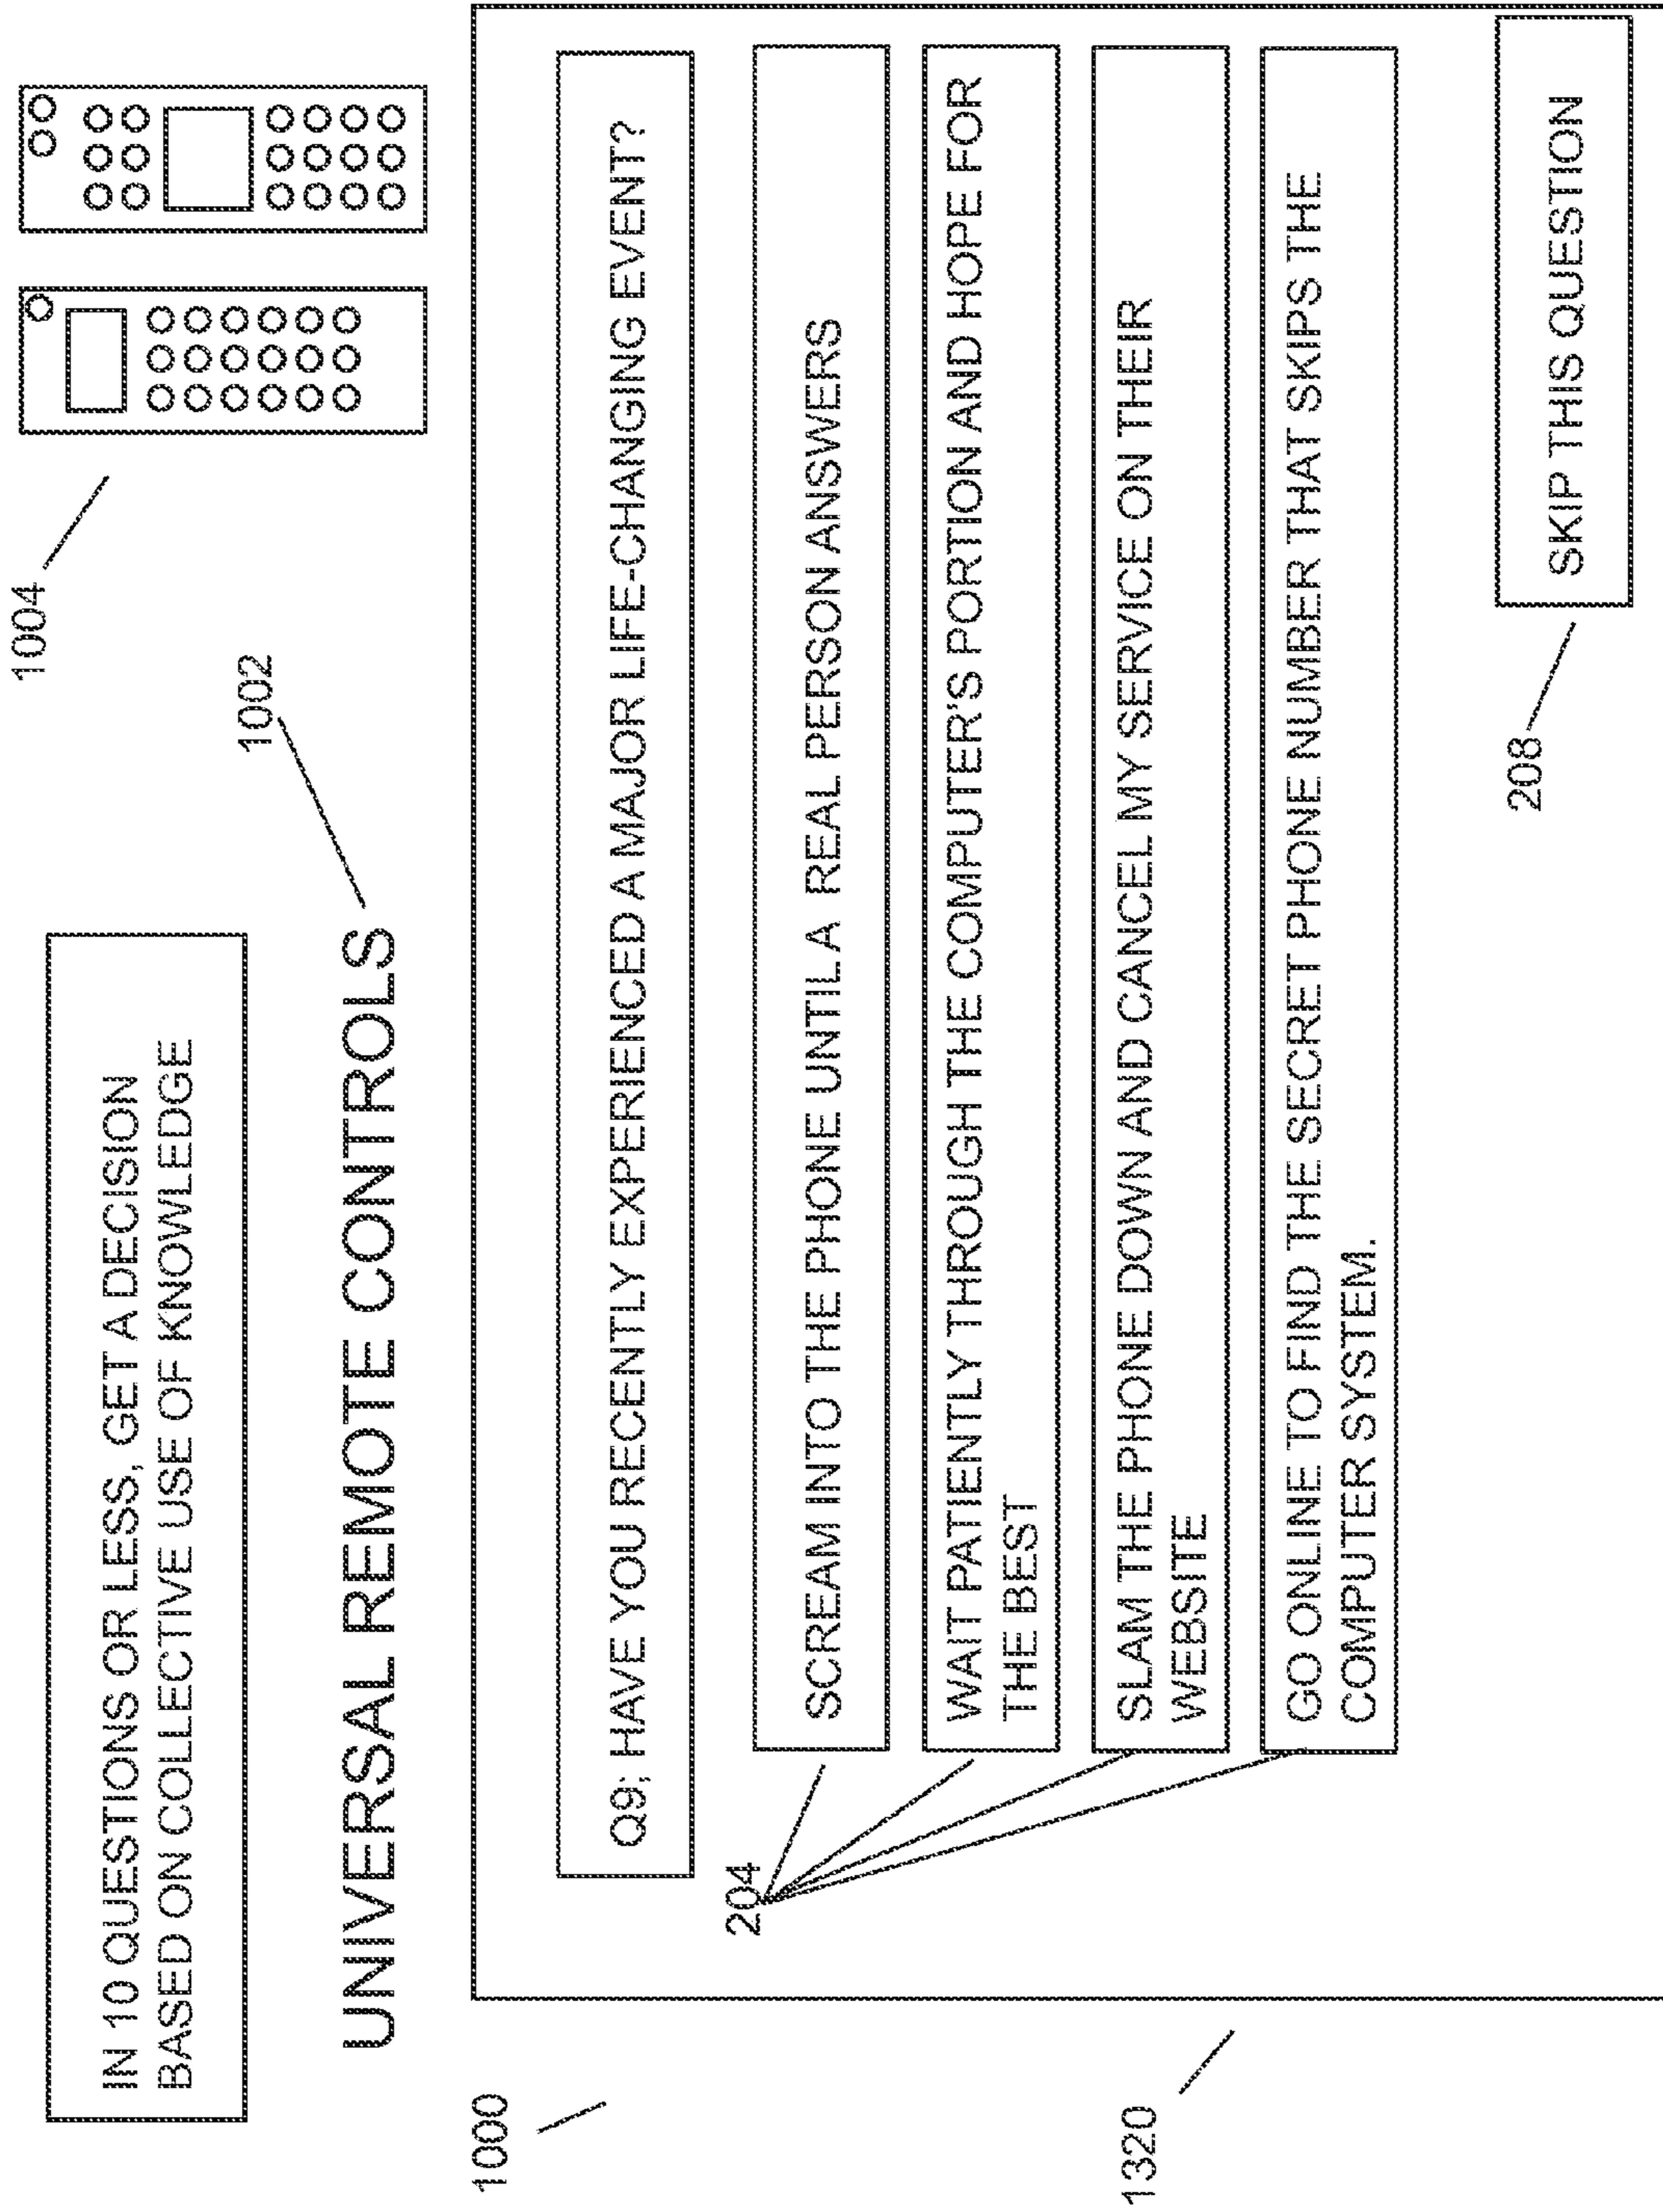 IN 10 QUESTIONS OR LESS, GET A DECISION
BASED ON COLLECTIVE USE OF KNOWLEDGE
1004
UNIVERSAL REMOTE CONTROLS
1002
1000
Q9; HAVE YOU RECENTLY EXPERIENCED A MAJOR LIFE-CHANGING EVENT?
204
SCREAM INTO THE PHONE UNTIL A REAL PERSON ANSWERS
WAIT PATIENTLY THROUGH THE COMPUTER'S PORTION AND HOPE FOR
THE BEST
SLAM THE PHONE DOWN AND CANCEL MY SERVICE ON THEIR
WEBSITE
GO ONLINE TO FIND THE SECRET PHONE NUMBER THAT SKIPS THE
COMPUTER SYSTEM.
1320
208
SKIP THIS QUESTION